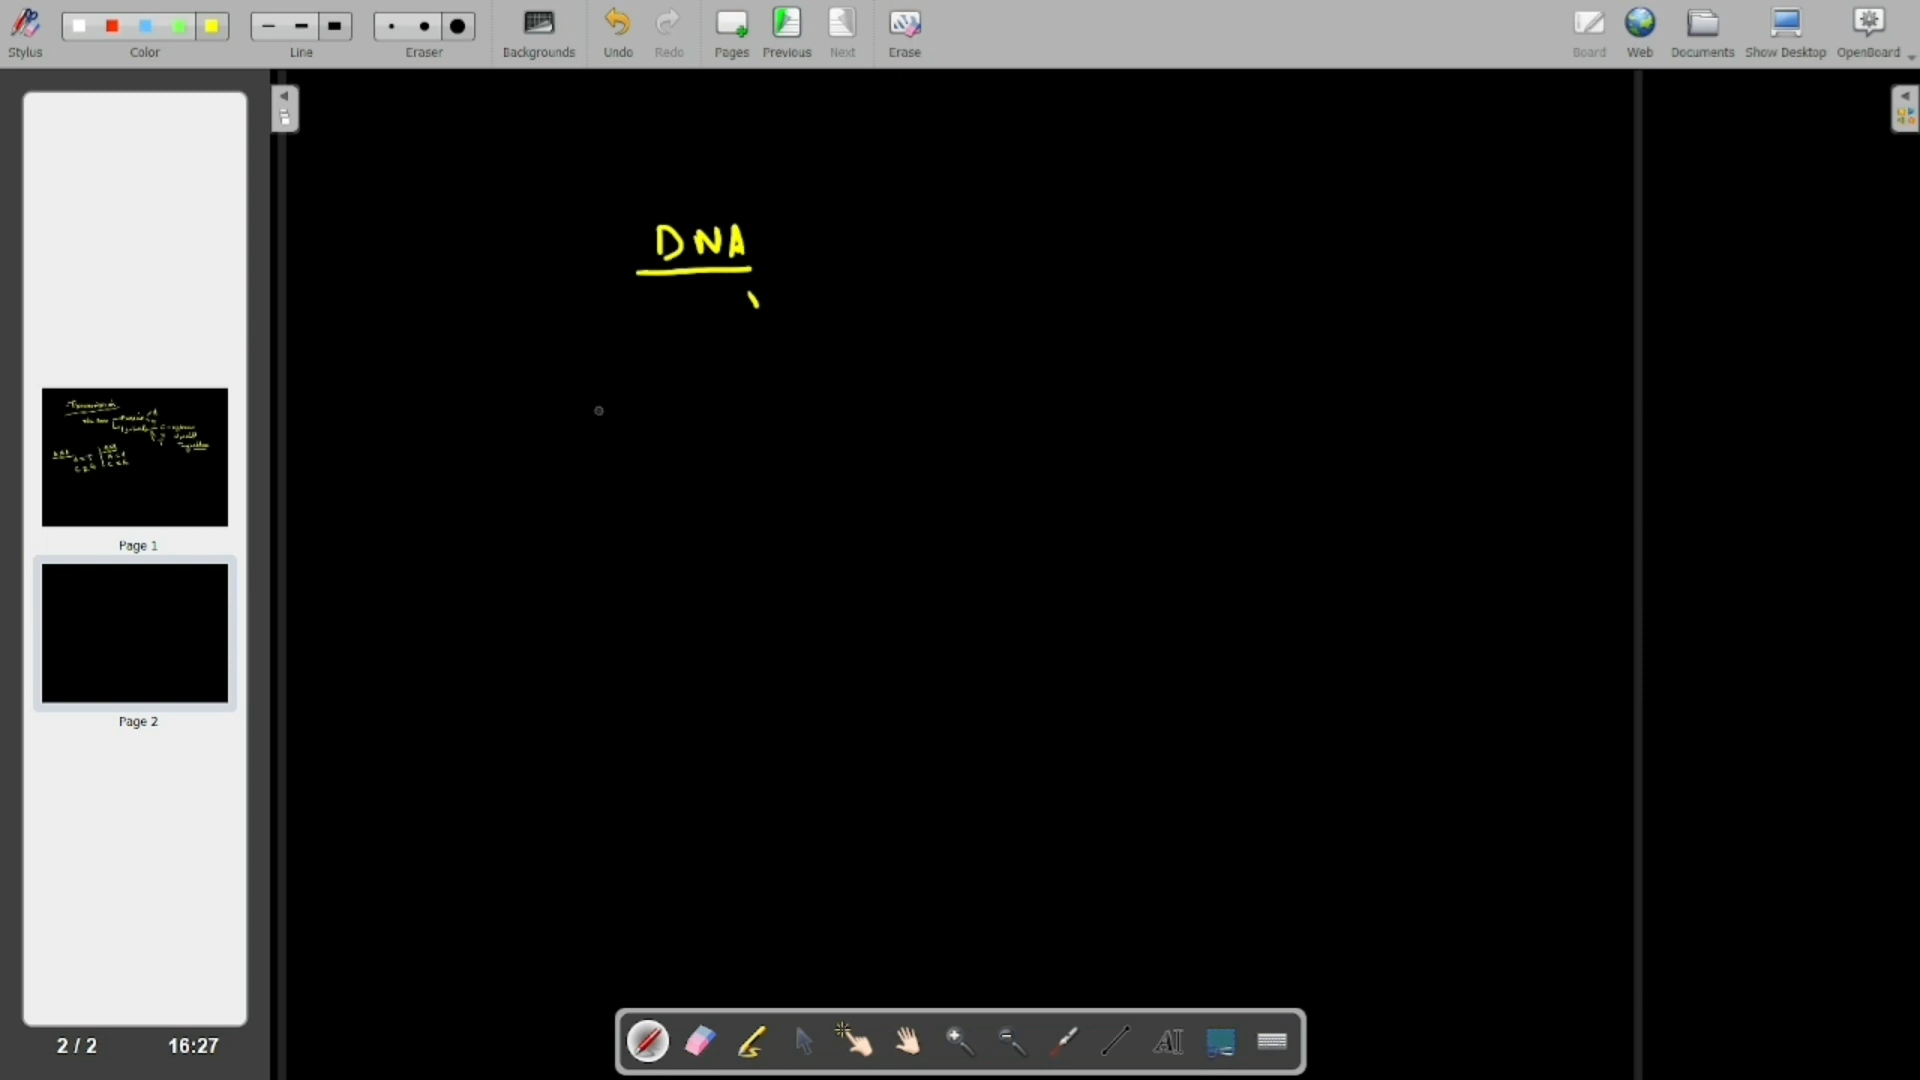 Stylus Color Line Eraser Backgrounds Undo Redo Pages Previous Next Erase Board Web Documents Show Desktop OpenBoard
DNA
Page 1
Page 2
2 / 2 16:27